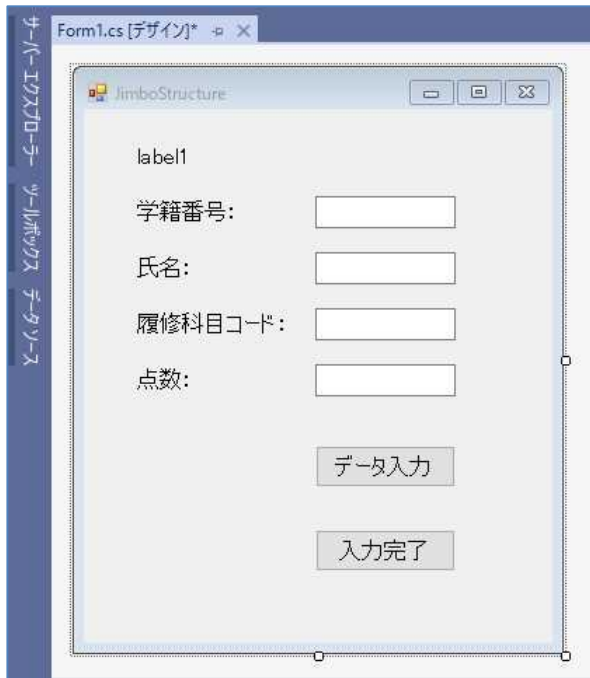 Form1.cs [デザイン]*
サーバー エクスプローラー
ツールボックス
データ ソース
JimboStructure
label1
学籍番号:
氏名:
履修科目コード:
点数:
データ入力
入力完了